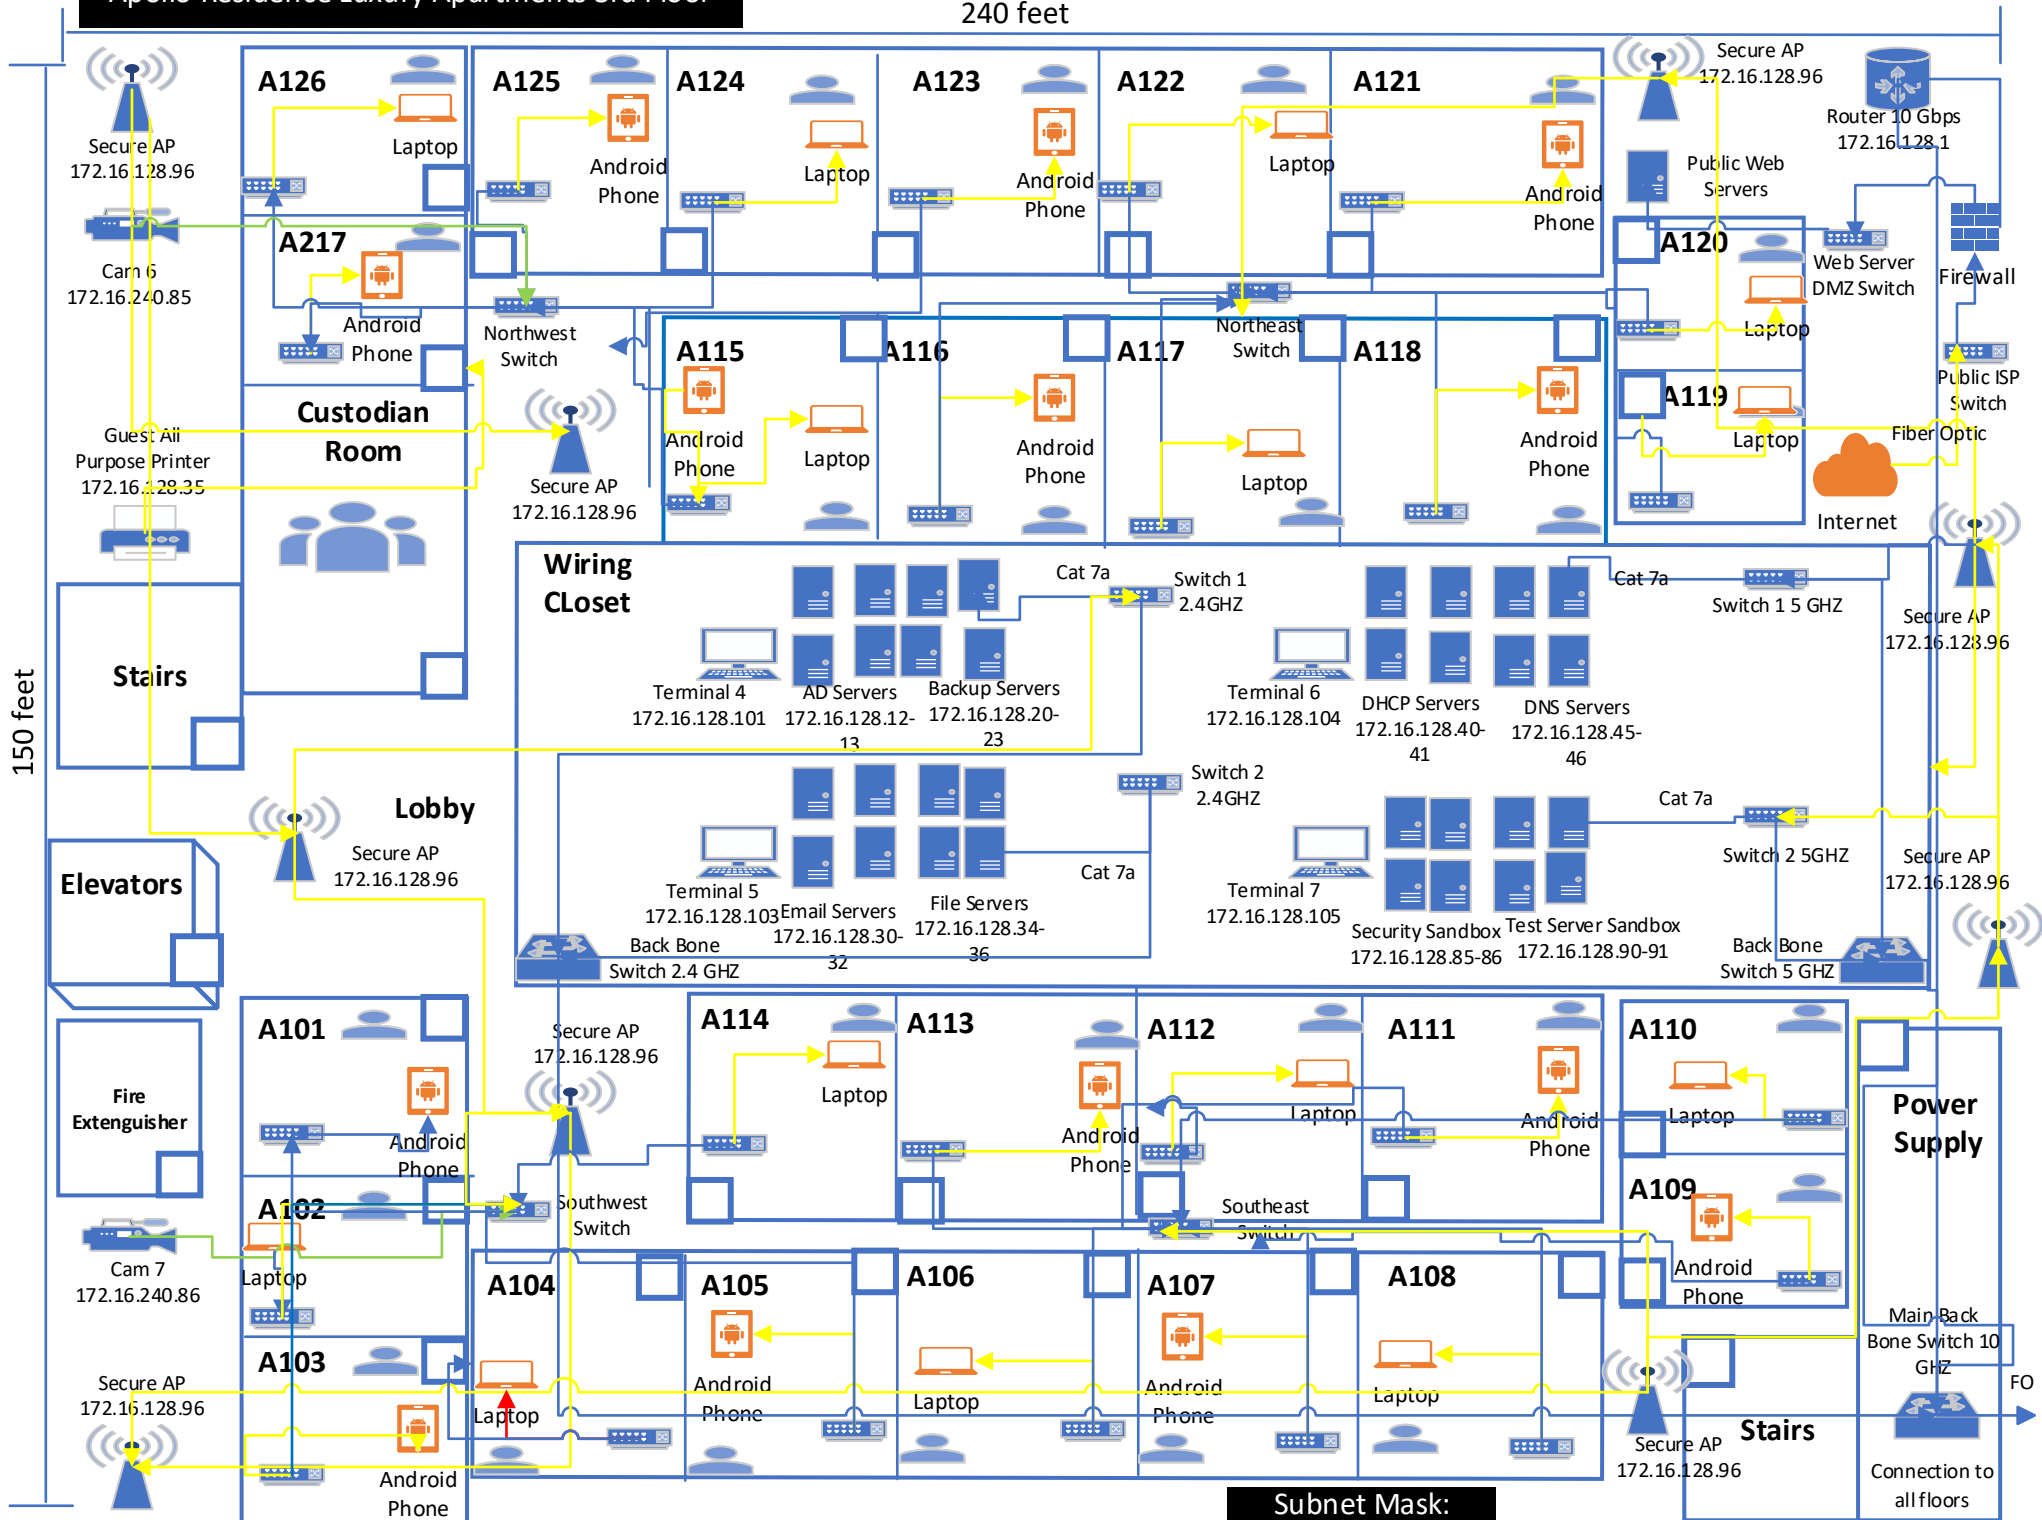 Apollo Residence Luxury Apartments 3rd Floor
240 feet
150 feet
Secure AP
172.16.128.96
A126
Laptop
A125
Android
Phone
A124
Laptop
A123
Android
Phone
A122
Laptop
A121
Android
Phone
Secure AP
172.16.128.96
Router 10 Gbps
172.16.128.1
Public Web
Servers
Cam 6
172.16.240.85
A217
Android
Phone
Northwest
Switch
Northeast
Switch
A120
Laptop
Web Server
DMZ Switch
Firewall
Public ISP
Switch
Guest All
Purpose Printer
172.16.128.35
Custodian
Room
Secure AP
172.16.128.96
A115
Android
Phone
Laptop
A116
Android
Phone
A117
Laptop
A118
Android
Phone
A119
Laptop
Fiber Optic
Internet
Stairs
Wiring
CLoset
Cat 7a
Switch 1
2.4GHZ
Cat 7a
Switch 1 5 GHZ
Secure AP
172.16.128.96
Terminal 4
172.16.128.101
AD Servers
172.16.128.12-
13
Backup Servers
172.16.128.20-
23
Terminal 6
172.16.128.104
DHCP Servers
172.16.128.40-
41
DNS Servers
172.16.128.45-
46
Lobby
Secure AP
172.16.128.96
Switch 2
2.4GHZ
Cat 7a
Cat 7a
Switch 2 5GHZ
Secure AP
172.16.128.96
Elevators
Terminal 5
172.16.128.103
Email Servers
172.16.128.30-
32
File Servers
172.16.128.34-
36
Terminal 7
172.16.128.105
Security Sandbox
172.16.128.85-86
Test Server Sandbox
172.16.128.90-91
Back Bone
Switch 2.4 GHZ
Back Bone
Switch 5 GHZ
Fire
Extenguisher
A101
Android
Phone
Secure AP
172.16.128.96
A114
Laptop
A113
Android
Phone
A112
Laptop
A111
Android
Phone
A110
Laptop
Power
Supply
A102
Laptop
Southwest
Switch
Southeast
Switch
A109
Android
Phone
Cam 7
172.16.240.86
A103
Android
Phone
Secure AP
172.16.128.96
A104
Laptop
A105
Android
Phone
A106
Laptop
A107
Android
Phone
A108
Laptop
Secure AP
172.16.128.96
Stairs
Main Back
Bone Switch 10
GHZ
FO
Connection to
all floors
Subnet Mask: